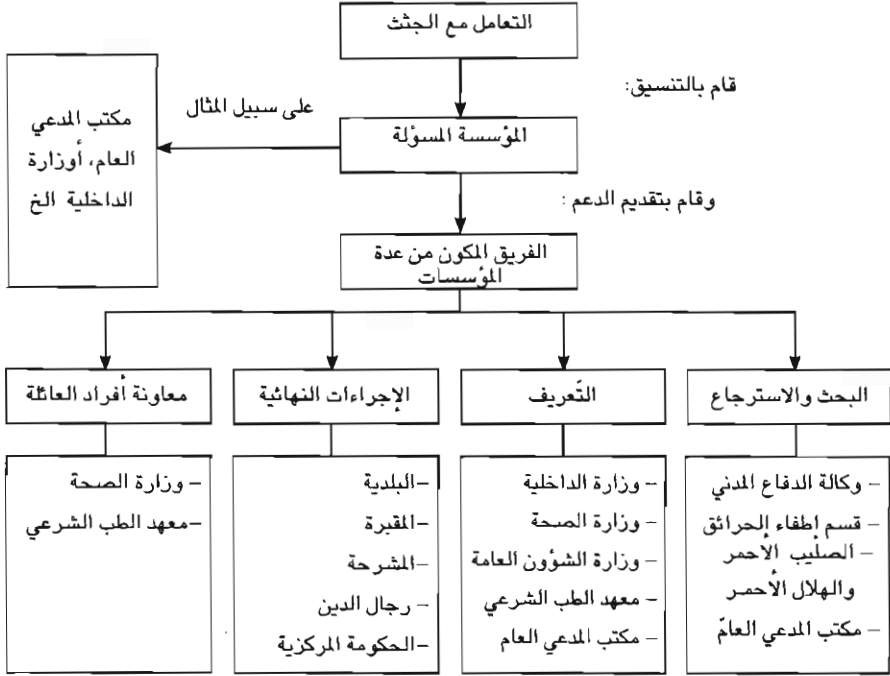 التعامل مع الجثث
قام بالتنسيق:
المؤسسة المسؤلة
على سبيل المثال
مكتب المدعي
العام، أوزارة
الداخلية الخ
وقام بتقديم الدعم :
الفريق المكون من عدة
المؤسسات
البحث والاسترجاع
– وكالة الدفاع المدني
– قسم اطفاء الحرائق
– الصليب الأحمر
والهلال الأحمر
– مكتب المدعي العامّ
التّعريف
– وزارة الداخلية
– وزارة الصحة
– وزارة الشؤون العامة
– معهد الطب الشرعي
– مكتب المدعي العام
الإجراءات النهائية
–البلدية
–المقبرة
–المشرحة
– رجال الدين
–الحكومة المركزية
معاونة أفراد العائلة
– وزارة الصحة
–معهد الطب الشرعي